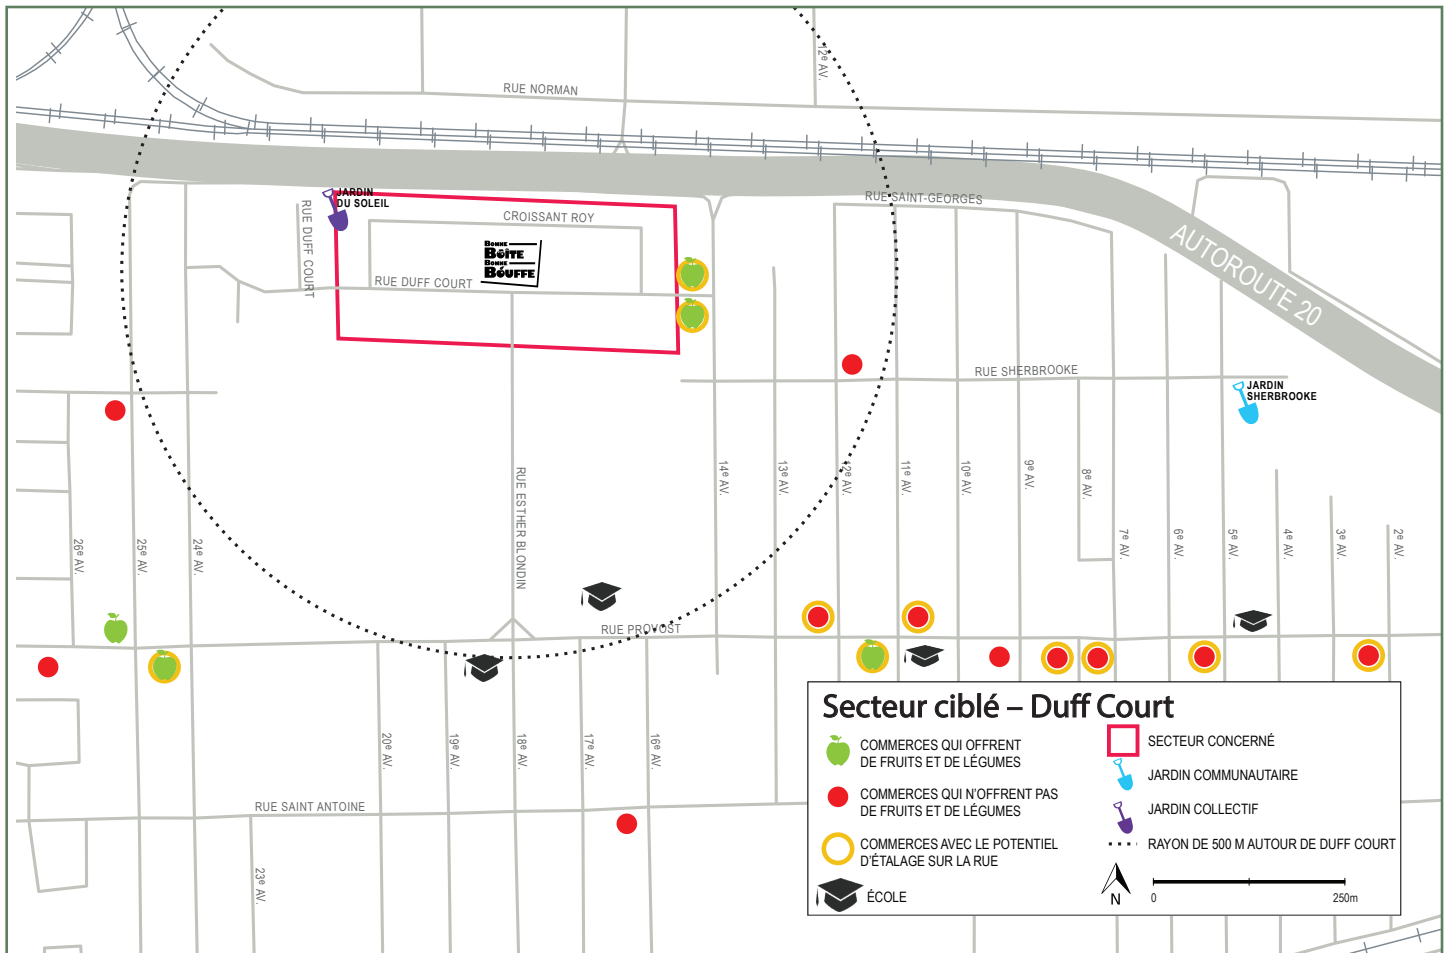 12e AV.
RUE NORMAN
JARDIN
DU SOLEIL
RUE DUFF COURT
CROISSANT ROY
BONNE
BOÎTE
BONNE
BOUFFE
RUE DUFF COURT
RUE SAINT-GEORGES
AUTOROUTE 20
RUE SHERBROOKE
JARDIN
SHERBROOKE
RUE ESTHER BLONDIN
14e AV.
13e AV.
12e AV.
11e AV.
10e AV.
9e AV.
8e AV.
7e AV.
6e AV.
5e AV.
4e AV.
3e AV.
2e AV.
26e AV.
25e AV.
24e AV.
RUE PROVOST
20e AV.
19e AV.
18e AV.
17e AV.
16e AV.
RUE SAINT ANTOINE
23e AV.
Secteur ciblé – Duff Court
COMMERCES QUI OFFRENT
DE FRUITS ET DE LÉGUMES
COMMERCES QUI N'OFFRENT PAS
DE FRUITS ET DE LÉGUMES
COMMERCES AVEC LE POTENTIEL
D'ÉTALAGE SUR LA RUE
ÉCOLE
SECTEUR CONCERNÉ
JARDIN COMMUNAUTAIRE
JARDIN COLLECTIF
RAYON DE 500 M AUTOUR DE DUFF COURT
N
0 250m